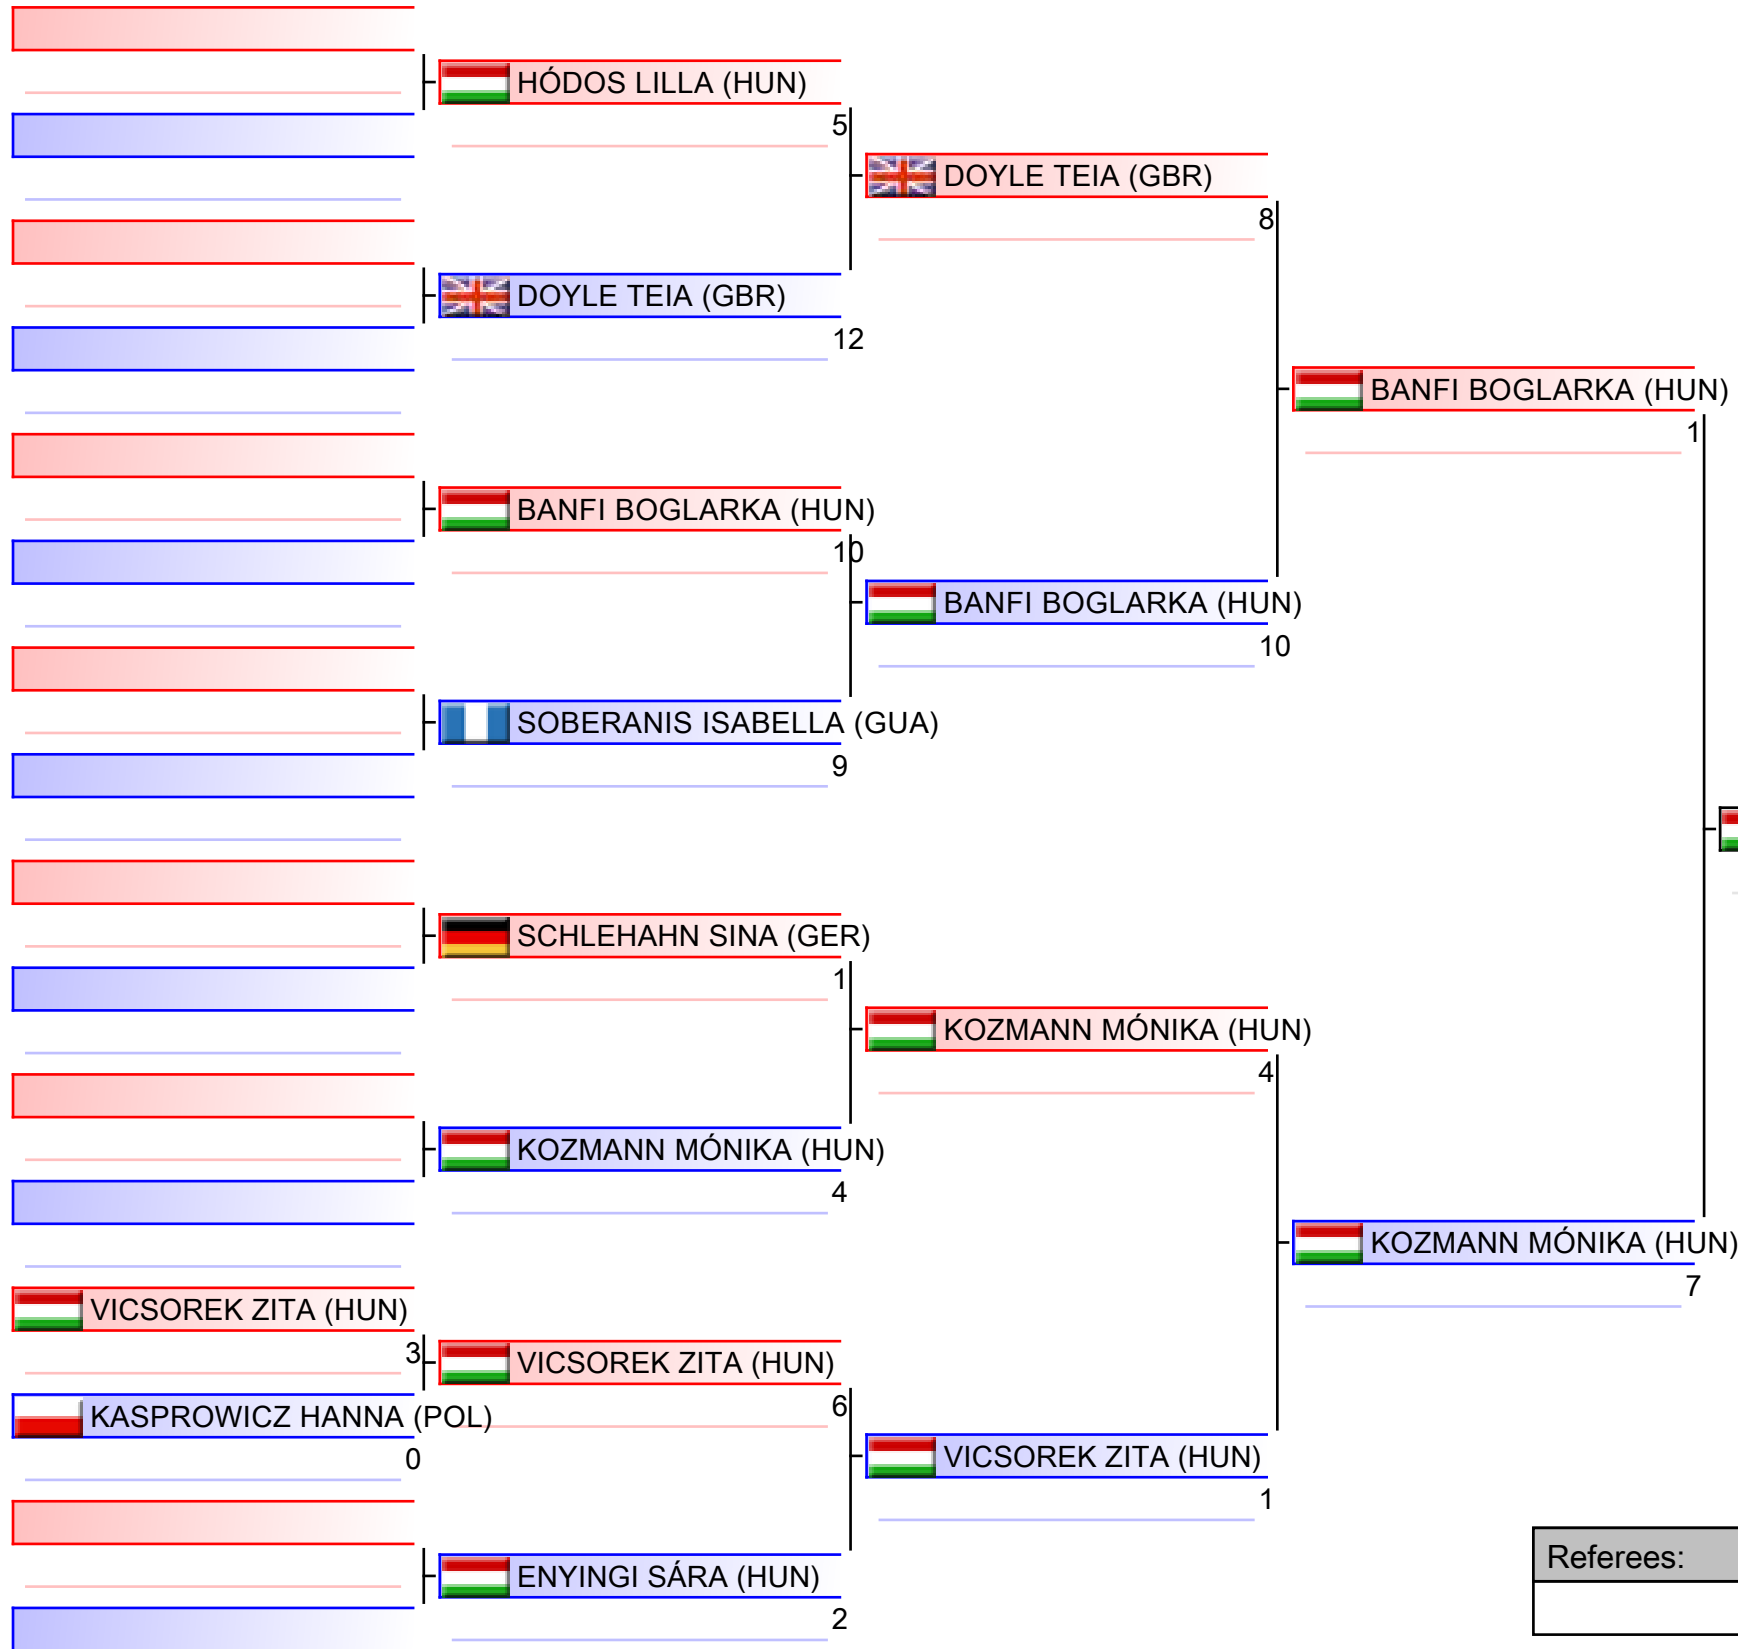 HÓDOS LILLA (HUN)
5
DOYLE TEIA (GBR)
8
DOYLE TEIA (GBR)
12
BANFI BOGLARKA (HUN)
1
BANFI BOGLARKA (HUN)
10
BANFI BOGLARKA (HUN)
10
SOBERANIS ISABELLA (GUA)
9
SCHLEHAHN SINA (GER)
1
KOZMANN MÓNIKA (HUN)
4
KOZMANN MÓNIKA (HUN)
4
KOZMANN MÓNIKA (HUN)
7
VICSOREK ZITA (HUN)
3
VICSOREK ZITA (HUN)
6
KASPROWICZ HANNA (POL)
0
VICSOREK ZITA (HUN)
1
ENYINGI SÁRA (HUN)
2
Referees: